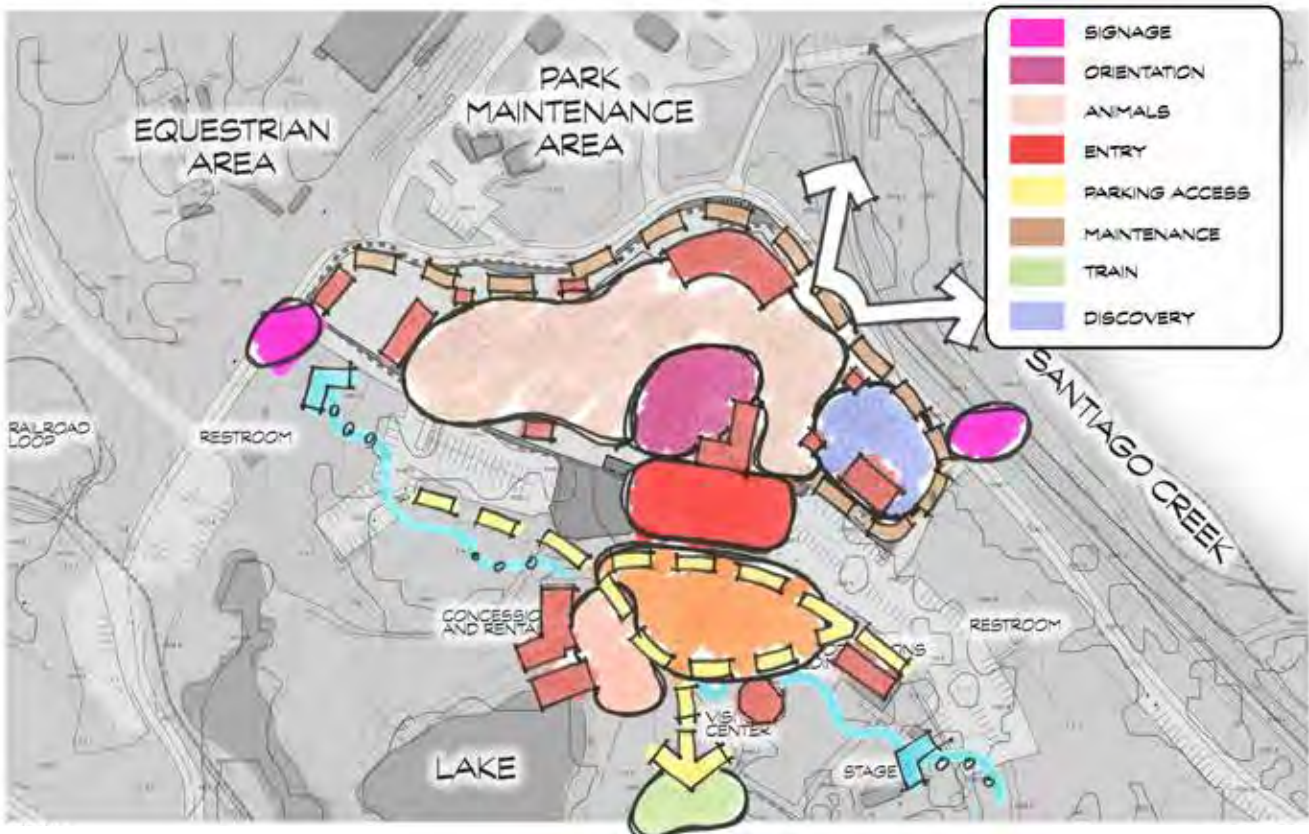 SIGNAGE
ORIENTATION
ANIMALS
ENTRY
PARKING ACCESS
MAINTENANCE
TRAIN
DISCOVERY
PARK
MAINTENANCE
AREA
EQUESTRIAN
AREA
SANTIAGO CREEK
RAILROAD
LOOP
RESTROOM
CONCESSIO
AND RENTA
RESTROOM
VISI
CENTER
LAKE
STAGE